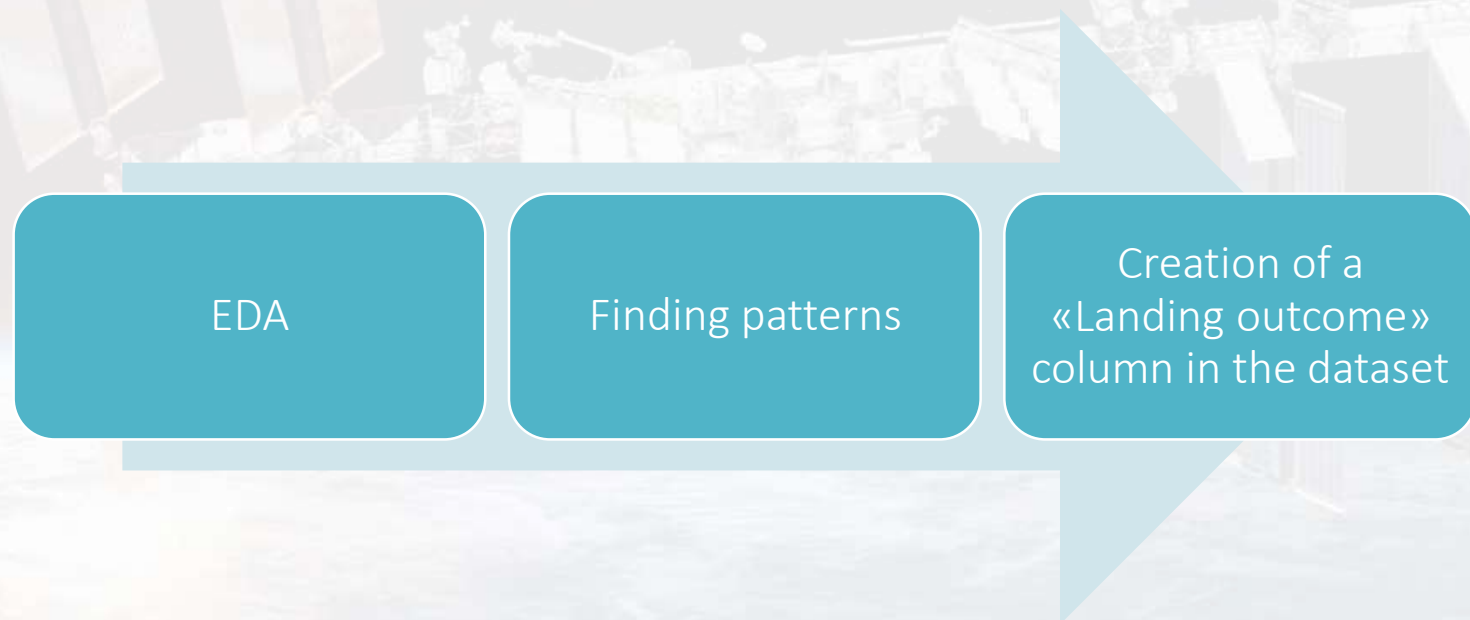 EDA
Finding patterns
Creation of a
«Landing outcome»
column in the dataset